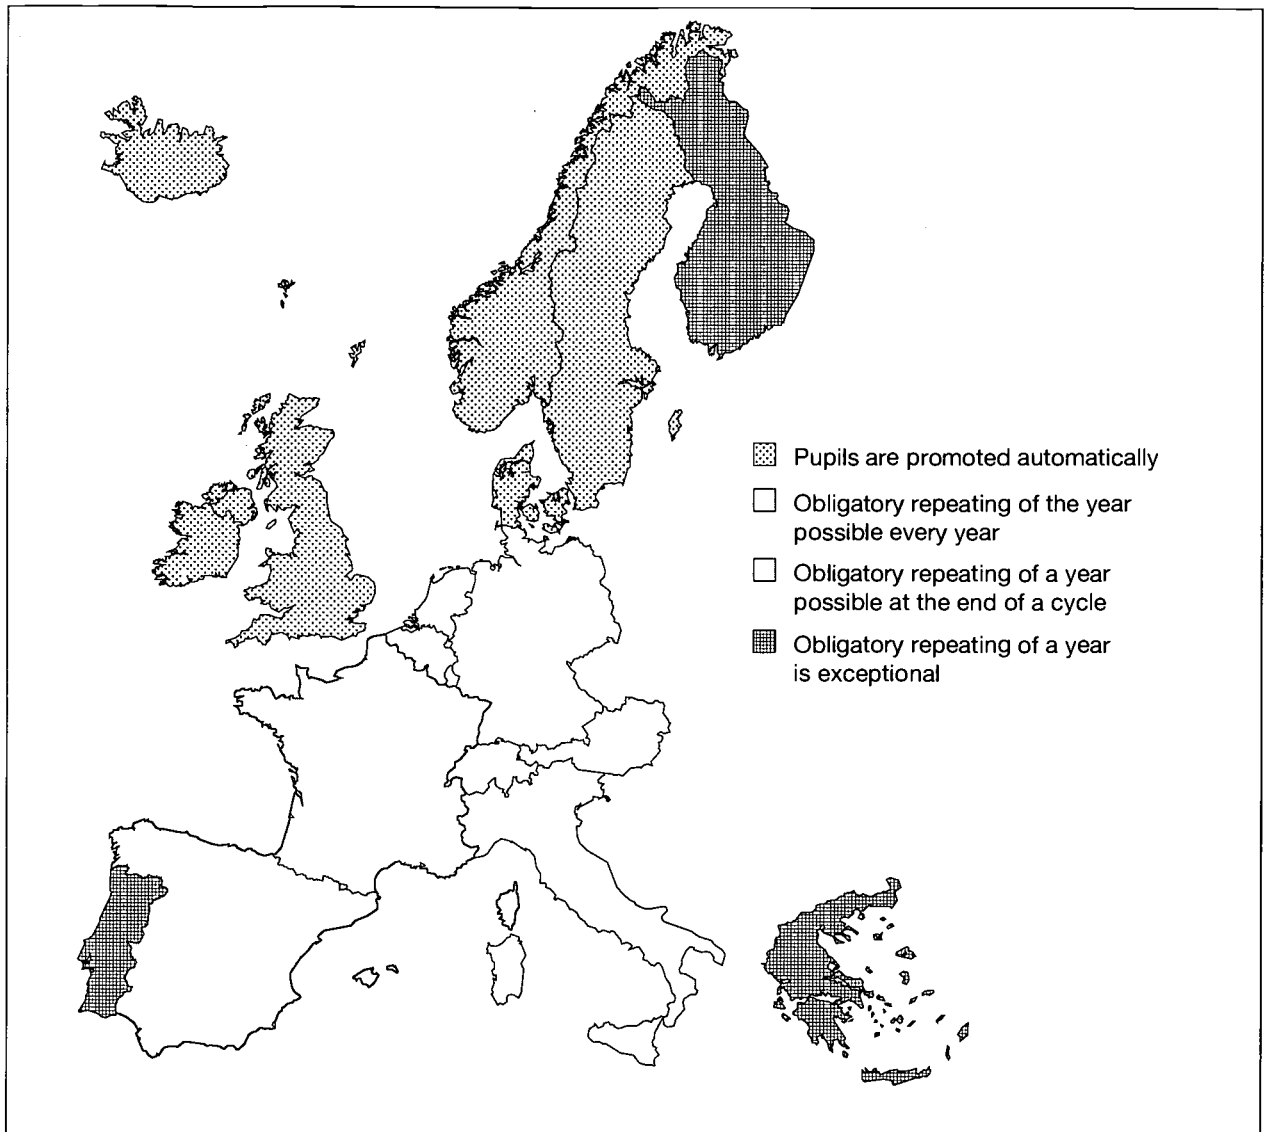 Pupils are promoted automatically
Obligatory repeating of the year
possible every year
Obligatory repeating of a year
possible at the end of a cycle
Obligatory repeating of a year
is exceptional